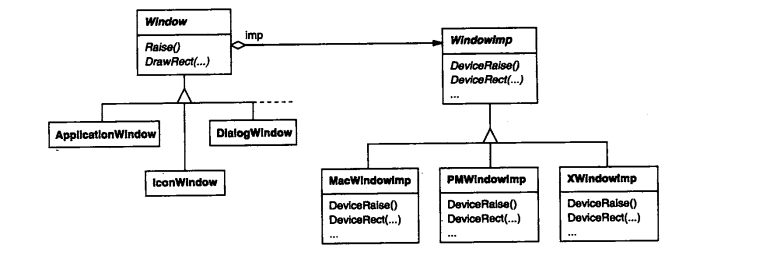 Window
Raise()
DrawRect(...)
imp
WindowImp
DeviceRaise()
DeviceRect(...)
...
ApplicationWindow
DialogWindow
IconWindow
MacWindowImp
DeviceRaise()
DeviceRect(...)
...
PMWindowImp
DeviceRaise()
DeviceRect(...)
...
XWindowImp
DeviceRaise()
DeviceRect(...)
...